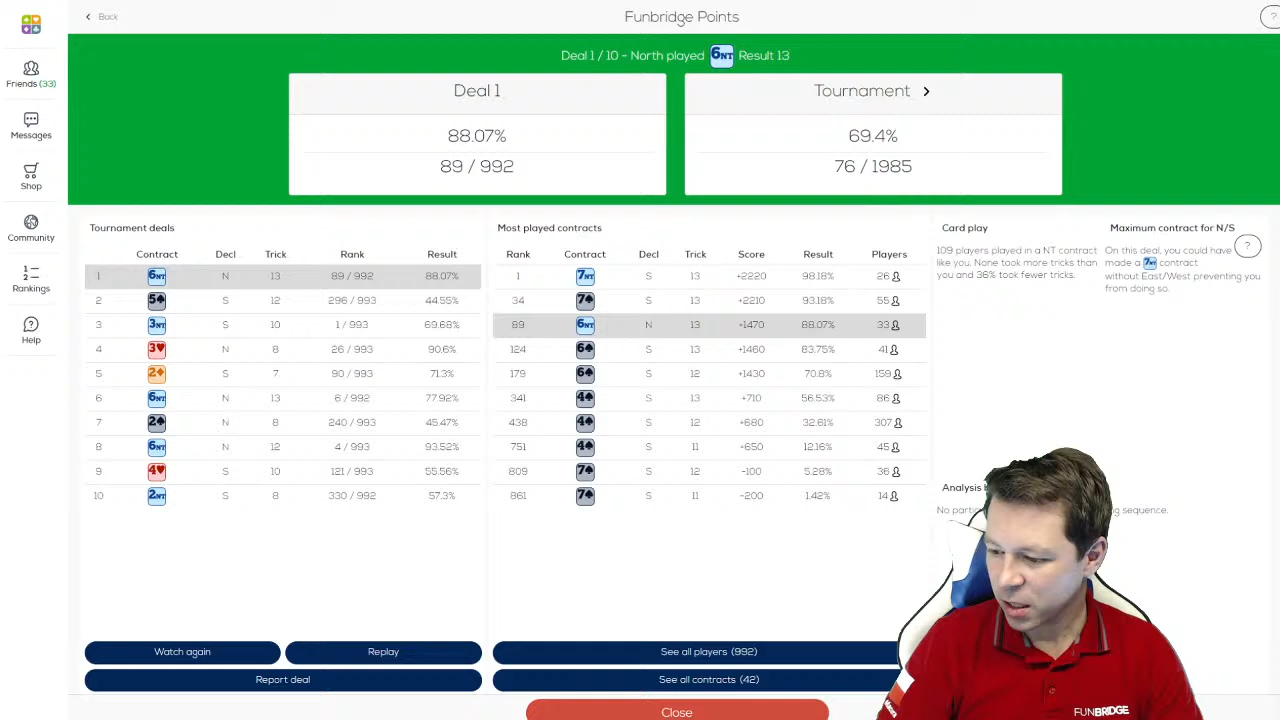 Back
Funbridge Points
?
Friends (33)
Messages
Shop
Community
Rankings
Help
Deal 1 / 10 - North played 6NT Result 13
Deal 1
88.07%
89 / 992
Tournament
69.4%
76 / 1985
Tournament deals
Contract Decl Trick Rank Result
1 6NT N 13 89 / 992 88.07%
2 5♠ S 12 296 / 993 44.55%
3 3NT S 10 1 / 993 69.68%
4 3♥ N 8 26 / 993 90.6%
5 2♦ S 7 90 / 993 71.3%
6 6NT N 13 6 / 992 77.92%
7 2♠ N 8 240 / 993 45.47%
8 6NT N 12 4 / 993 93.52%
9 4♥ S 10 121 / 993 55.56%
10 2NT S 8 330 / 992 57.3%
Most played contracts
Rank Contract Decl Trick Score Result Players
1 7NT S 13 +2220 98.18% 26
34 7♠ S 13 +2210 93.18% 55
89 6NT N 13 +1470 88.07% 33
124 6♠ S 13 +1460 83.75% 41
179 6♠ S 12 +1430 70.8% 159
341 4♠ S 13 +710 56.53% 86
438 4♠ S 12 +680 32.61% 307
751 4♠ S 11 +650 12.16% 45
809 7♠ S 12 -100 5.28% 36
861 7♠ S 11 -200 1.42% 14
Card play
109 players played in a NT contract
like you. None took more tricks than
you and 36% took fewer tricks.
Maximum contract for N/S
?
On this deal, you could have
made a 7NT contract
without East/West preventing you
from doing so.
Analysis
No partic
ng sequence.
Watch again
Replay
Report deal
See all players (992)
See all contracts (42)
Close
FUNBRIDGE